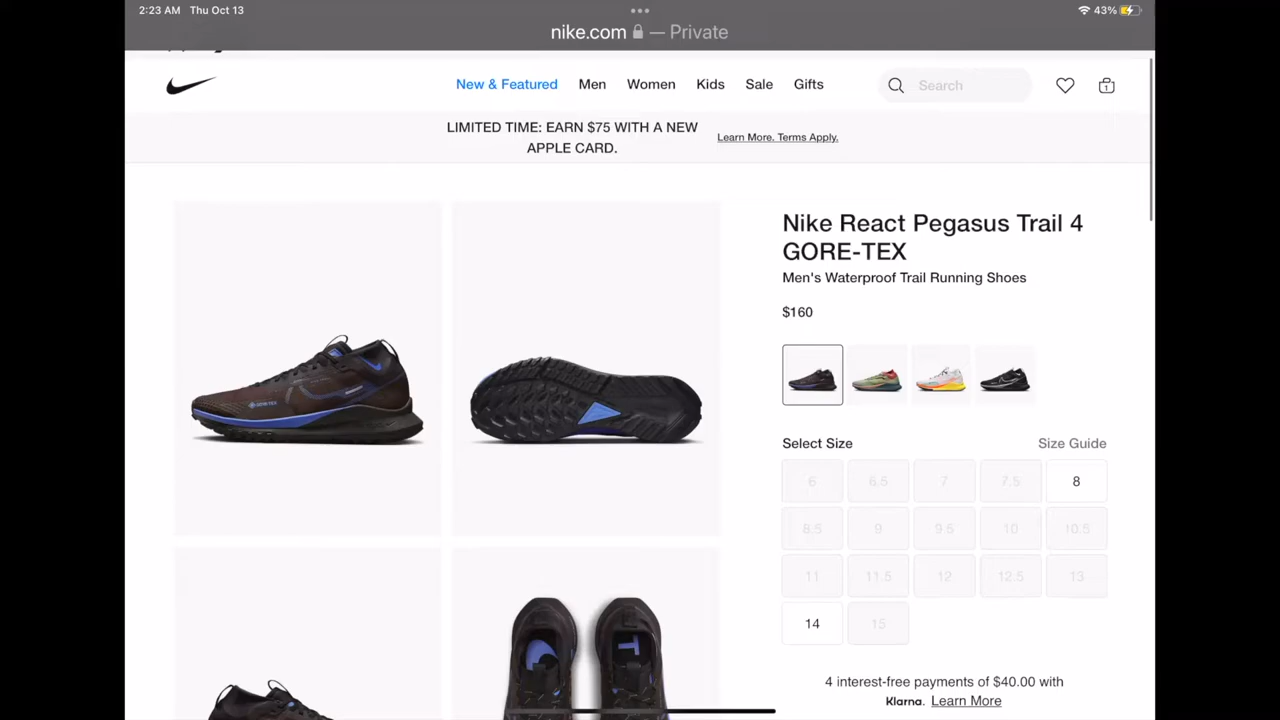 2:23 AM Thu Oct 13
43%
nike.com — Private
New & Featured Men Women Kids Sale Gifts
Search
1
LIMITED TIME: EARN $75 WITH A NEW
APPLE CARD.
Learn More. Terms Apply.
Nike React Pegasus Trail 4
GORE-TEX
Men's Waterproof Trail Running Shoes
$160
Select Size
Size Guide
6 6.5 7 7.5 8
8.5 9 9.5 10 10.5
11 11.5 12 12.5 13
14 15
4 interest-free payments of $40.00 with
Klarna. Learn More
GORE-TEX